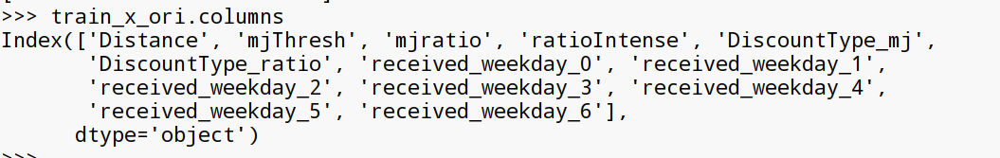 >>> train_x_ori.columns
Index(['Distance', 'mjThresh', 'mjratio', 'ratioIntense', 'DiscountType_mj',
       'DiscountType_ratio', 'received_weekday_0', 'received_weekday_1',
       'received_weekday_2', 'received_weekday_3', 'received_weekday_4',
       'received_weekday_5', 'received_weekday_6'],
      dtype='object')
>>>